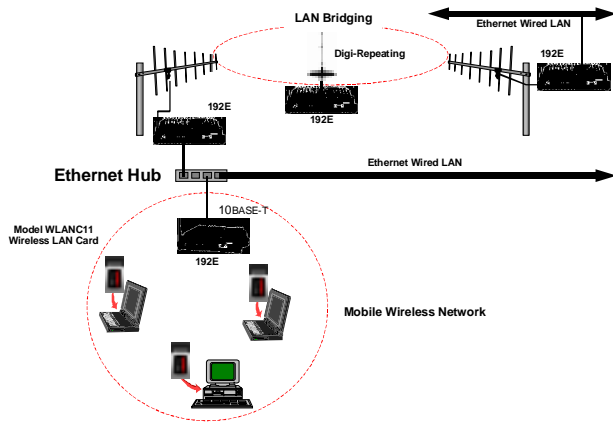 LAN Bridging
Ethernet Wired LAN
Digi-Repeating
192E
192E
192E
Ethernet Wired LAN
Ethernet Hub
10BASE-T
Model WLANC11
Wireless LAN Card
192E
Mobile Wireless Network